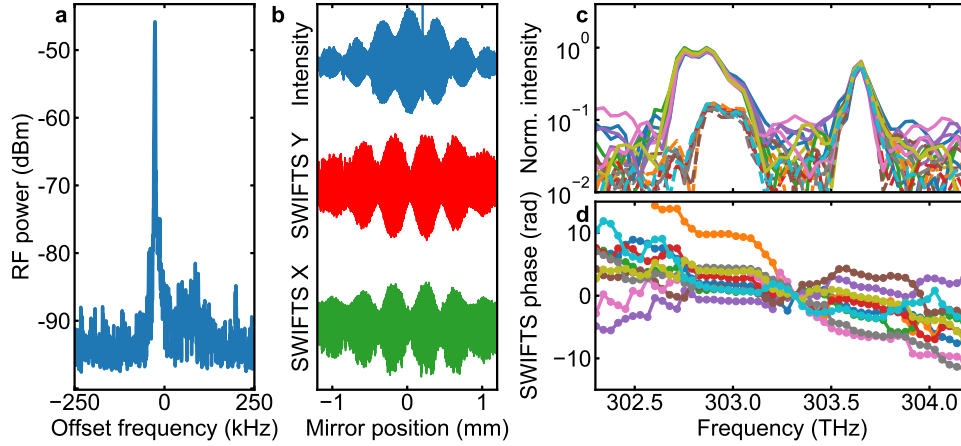 a
RF power (dBm)
-50
-60
-70
-80
-90
−250
0
250
Offset frequency (kHz)
b
Intensity
SWIFTS Y
SWIFTS X
−1
0
1
Mirror position (mm)
c
Norm. intensity
10^0
10^-1
10^-2
d
SWIFTS phase (rad)
10
10
0
−10
302.5
303.0
303.5
304.0
Frequency (THz)